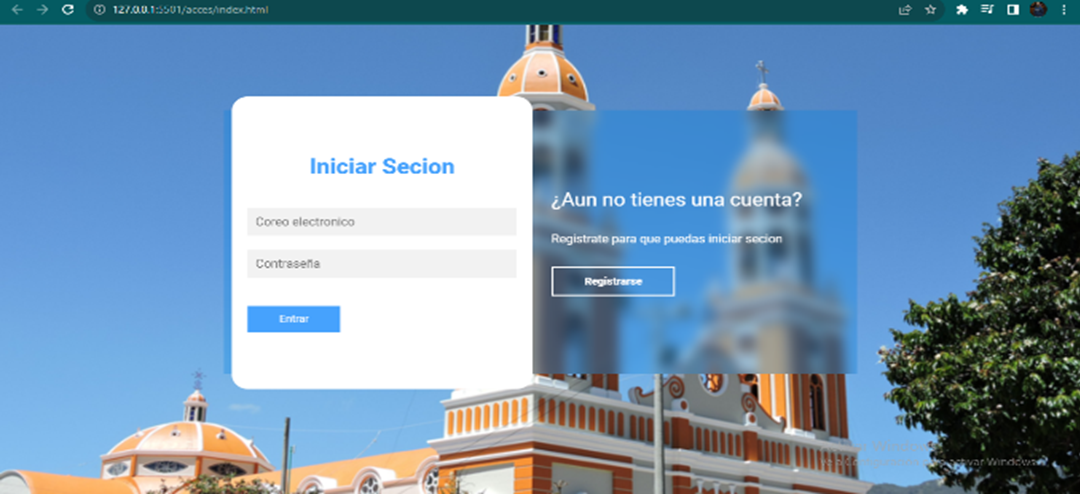 127.0.0.1:5501/acces/index.html
Iniciar Secion
Coreo electronico
Contraseña
Entrar
¿Aun no tienes una cuenta?
Registrate para que puedas iniciar secion
Registrarse
activar Windows